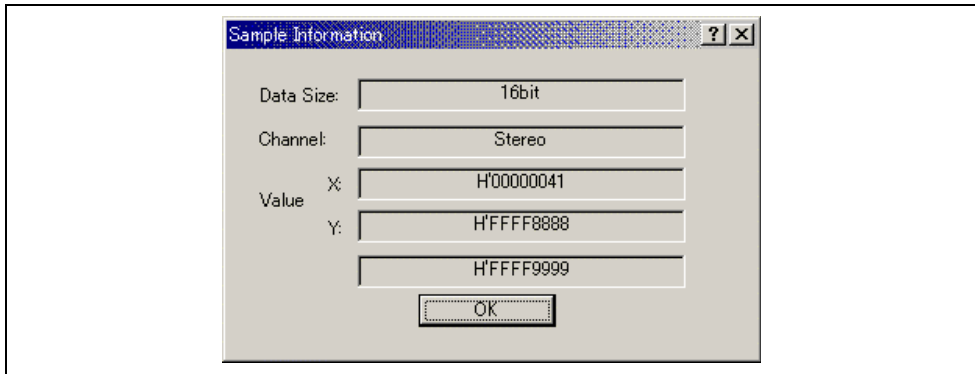 Sample Information
Data Size: 16bit
Channel: Stereo
Value
X: H'00000041
Y: H'FFFF8888
H'FFFF9999
OK